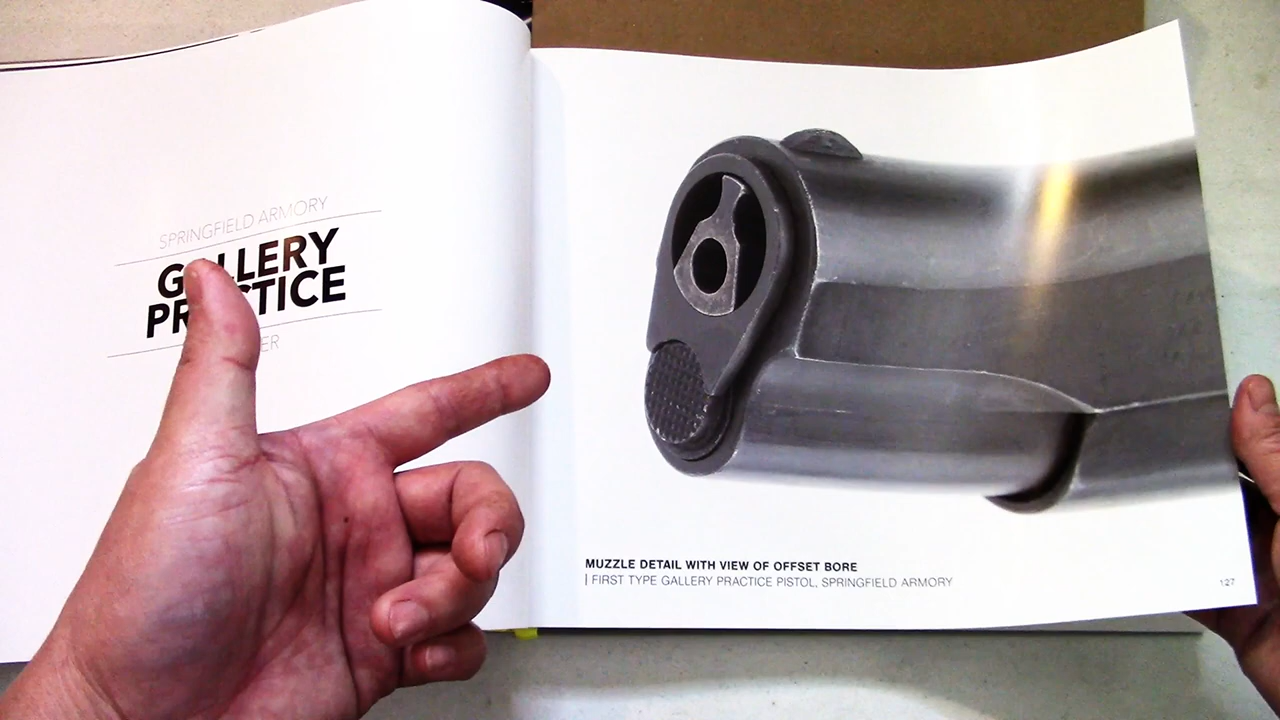 SPRINGFIELD ARMORY
GALLERY
PRACTICE
MUZZLE DETAIL WITH VIEW OF OFFSET BORE
| FIRST TYPE GALLERY PRACTICE PISTOL, SPRINGFIELD ARMORY
127